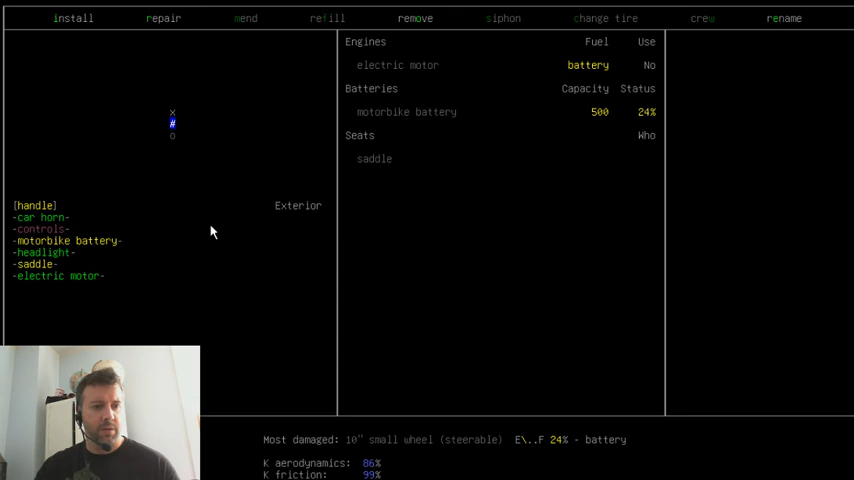 install repair mend refill remove siphon change tire crew rename
Engines Fuel Use
electric motor battery No
x Batteries Capacity Status
# motorbike battery 500 24%
o Seats Who
saddle
[handle] Exterior
-car horn-
-controls-
-motorbike battery-
-headlight-
-saddle-
-electric motor-
Most damaged: 10" small wheel (steerable) E\..F 24% - battery
K aerodynamics: 86%
K friction: 99%